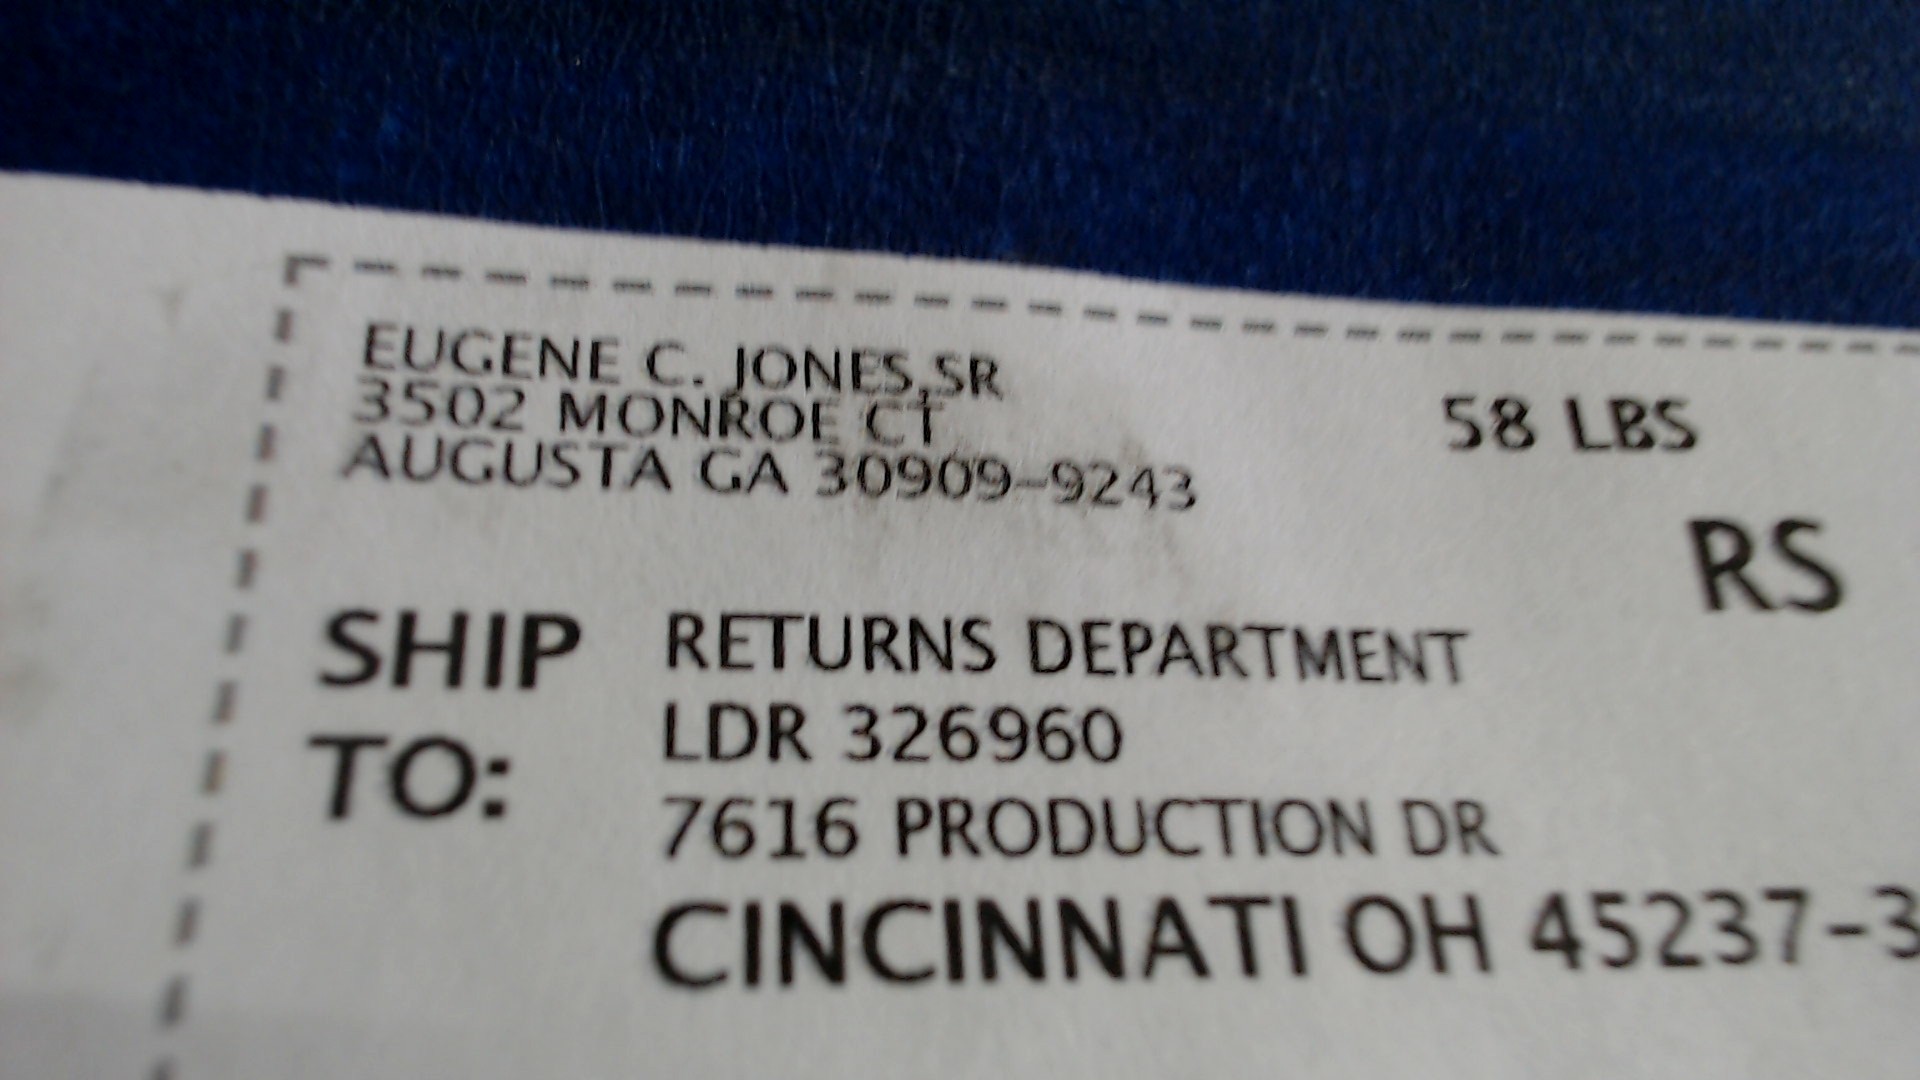 EUGENE C. JONES,SR
3502 MONROE CT
AUGUSTA GA 30909-9243
58 LBS
RS
SHIP TO:
RETURNS DEPARTMENT
LDR 326960
7616 PRODUCTION DR
CINCINNATI OH 45237-3